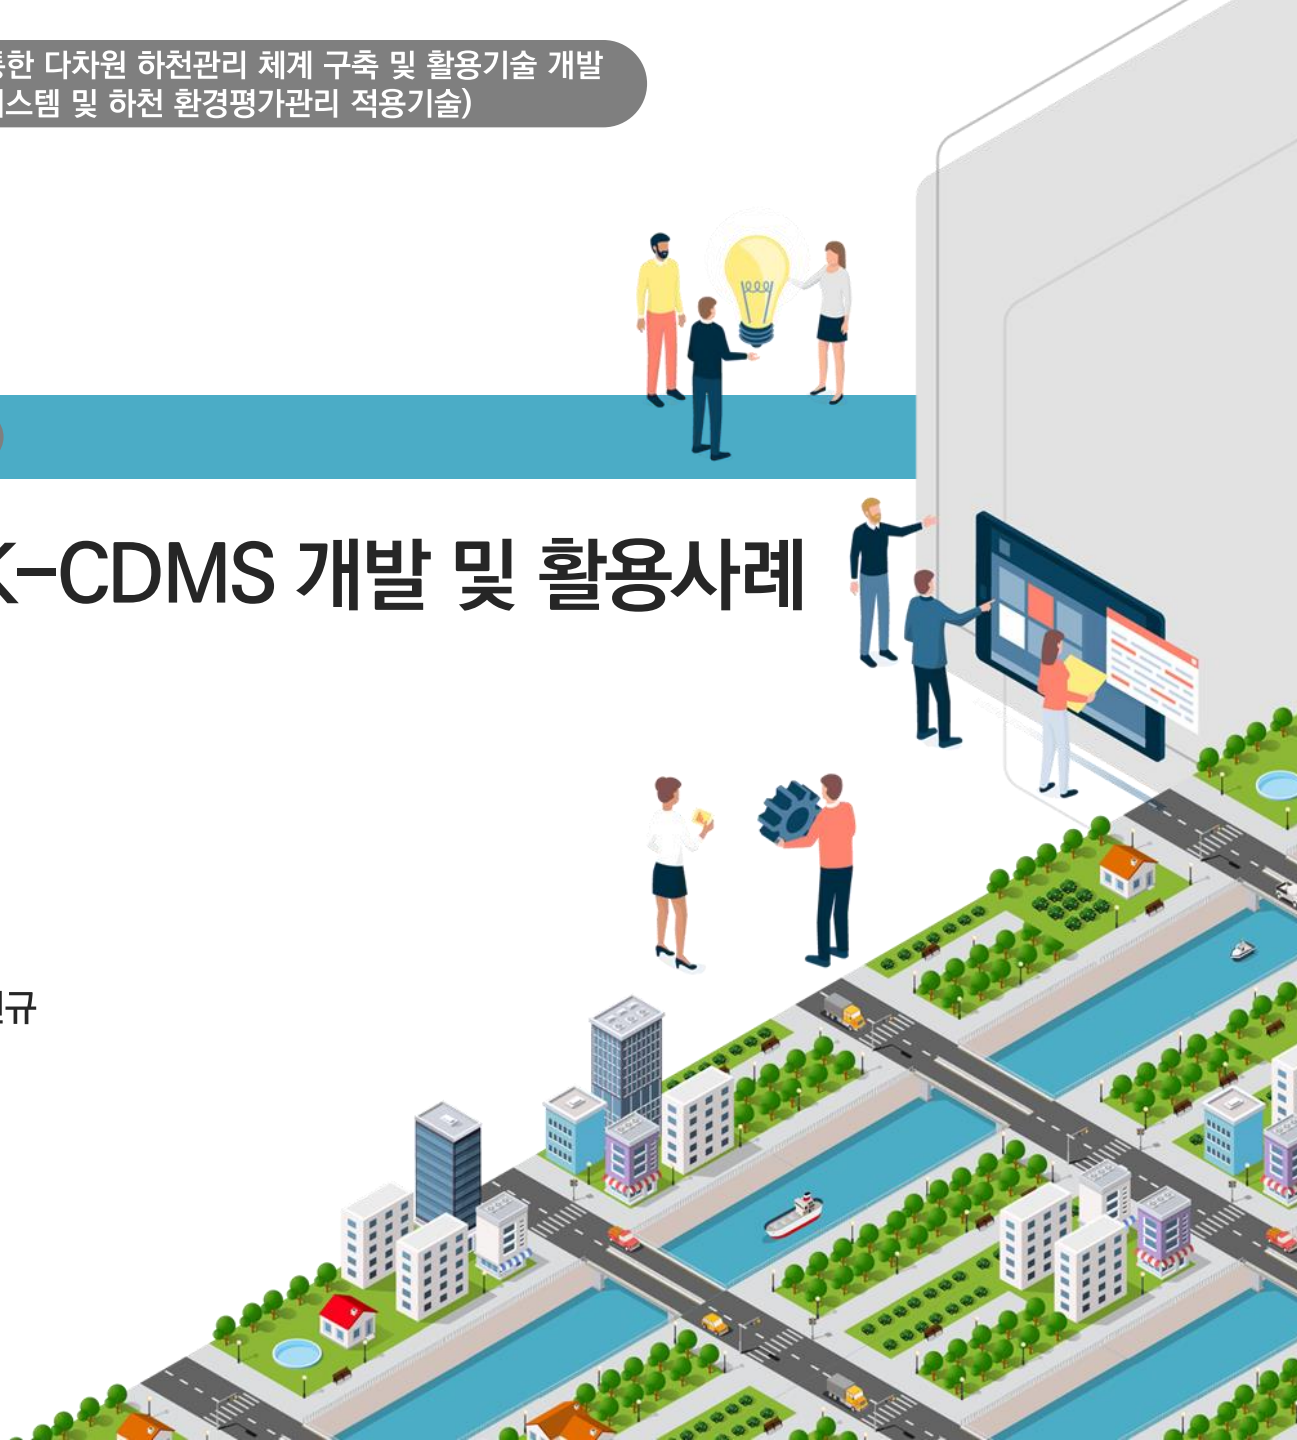 한 다차원 하천관리 체계 구축 및 활용기술 개발
스템 및 하천 환경평가관리 적용기술)
K-CDMS 개발 및 활용사례
규